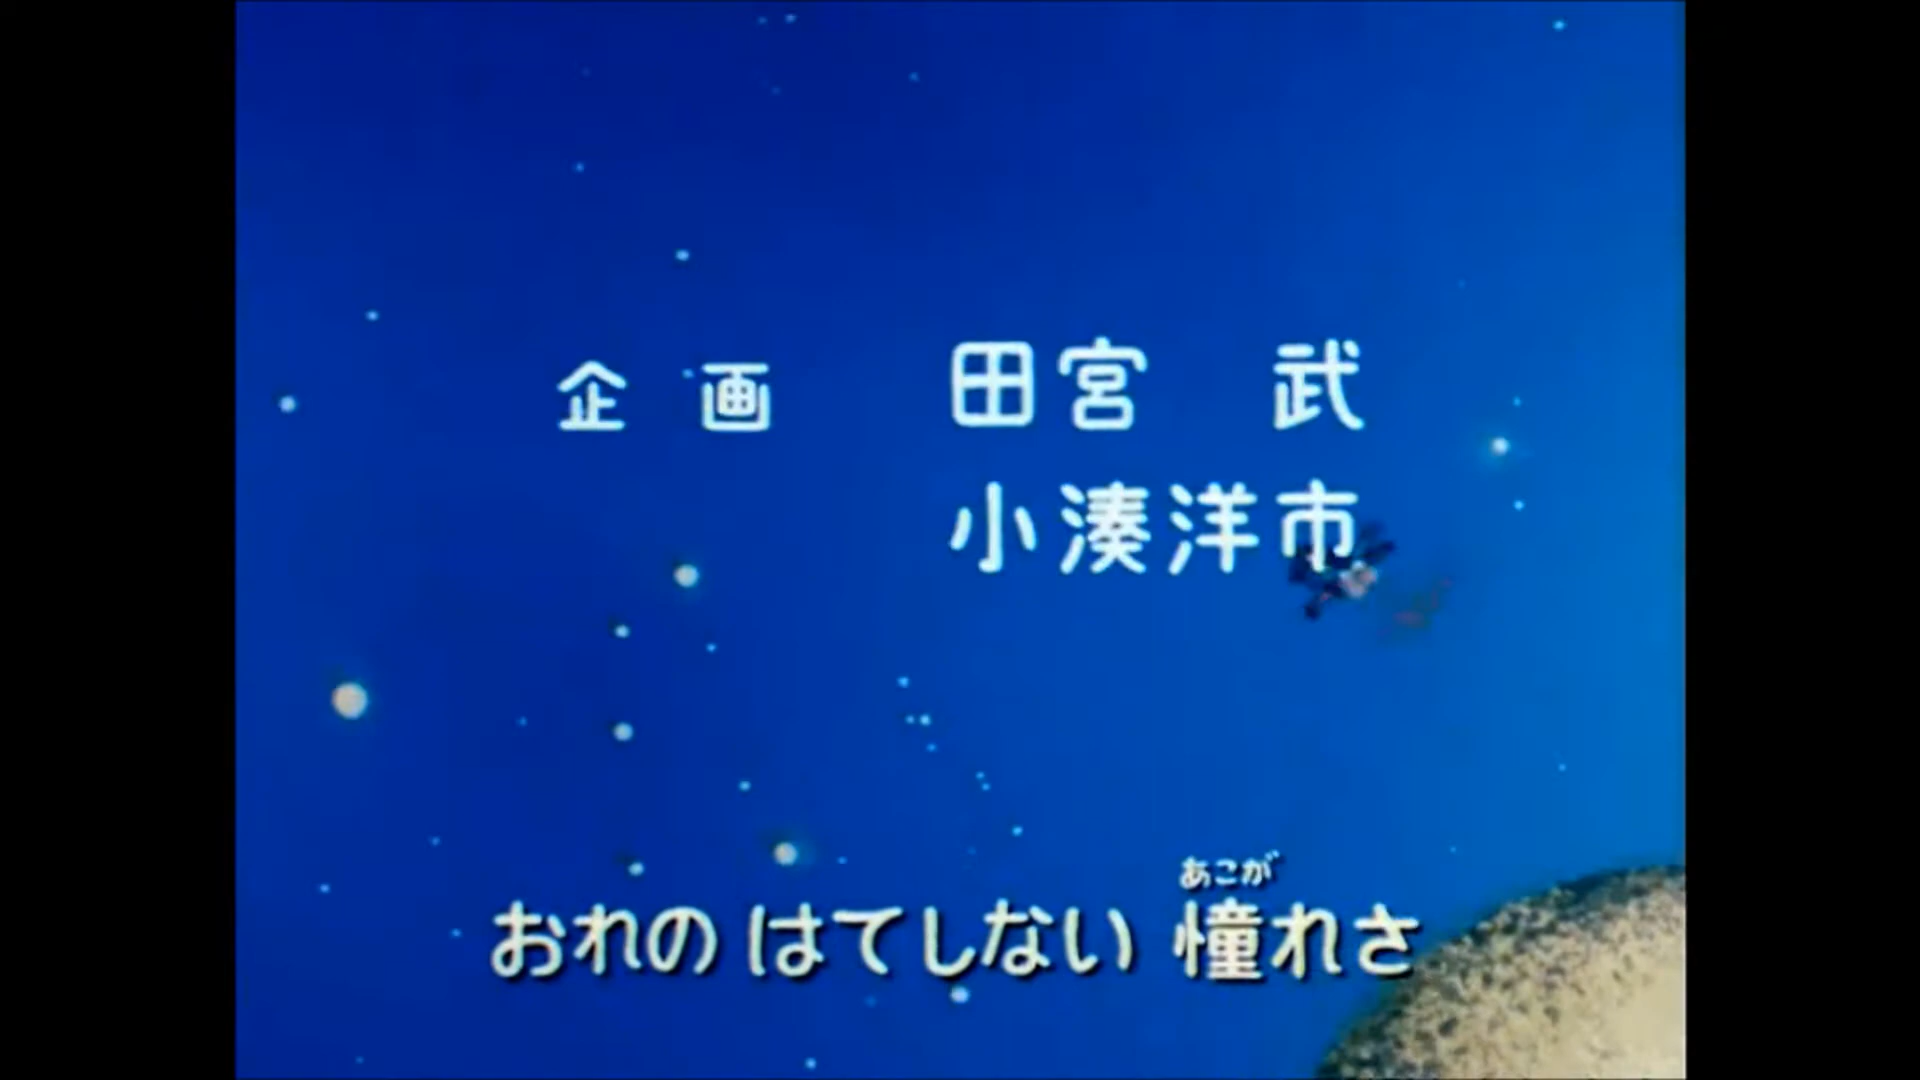 企 画 田宮 武
小湊洋市
あこが
おれの はてしない 憧れさ